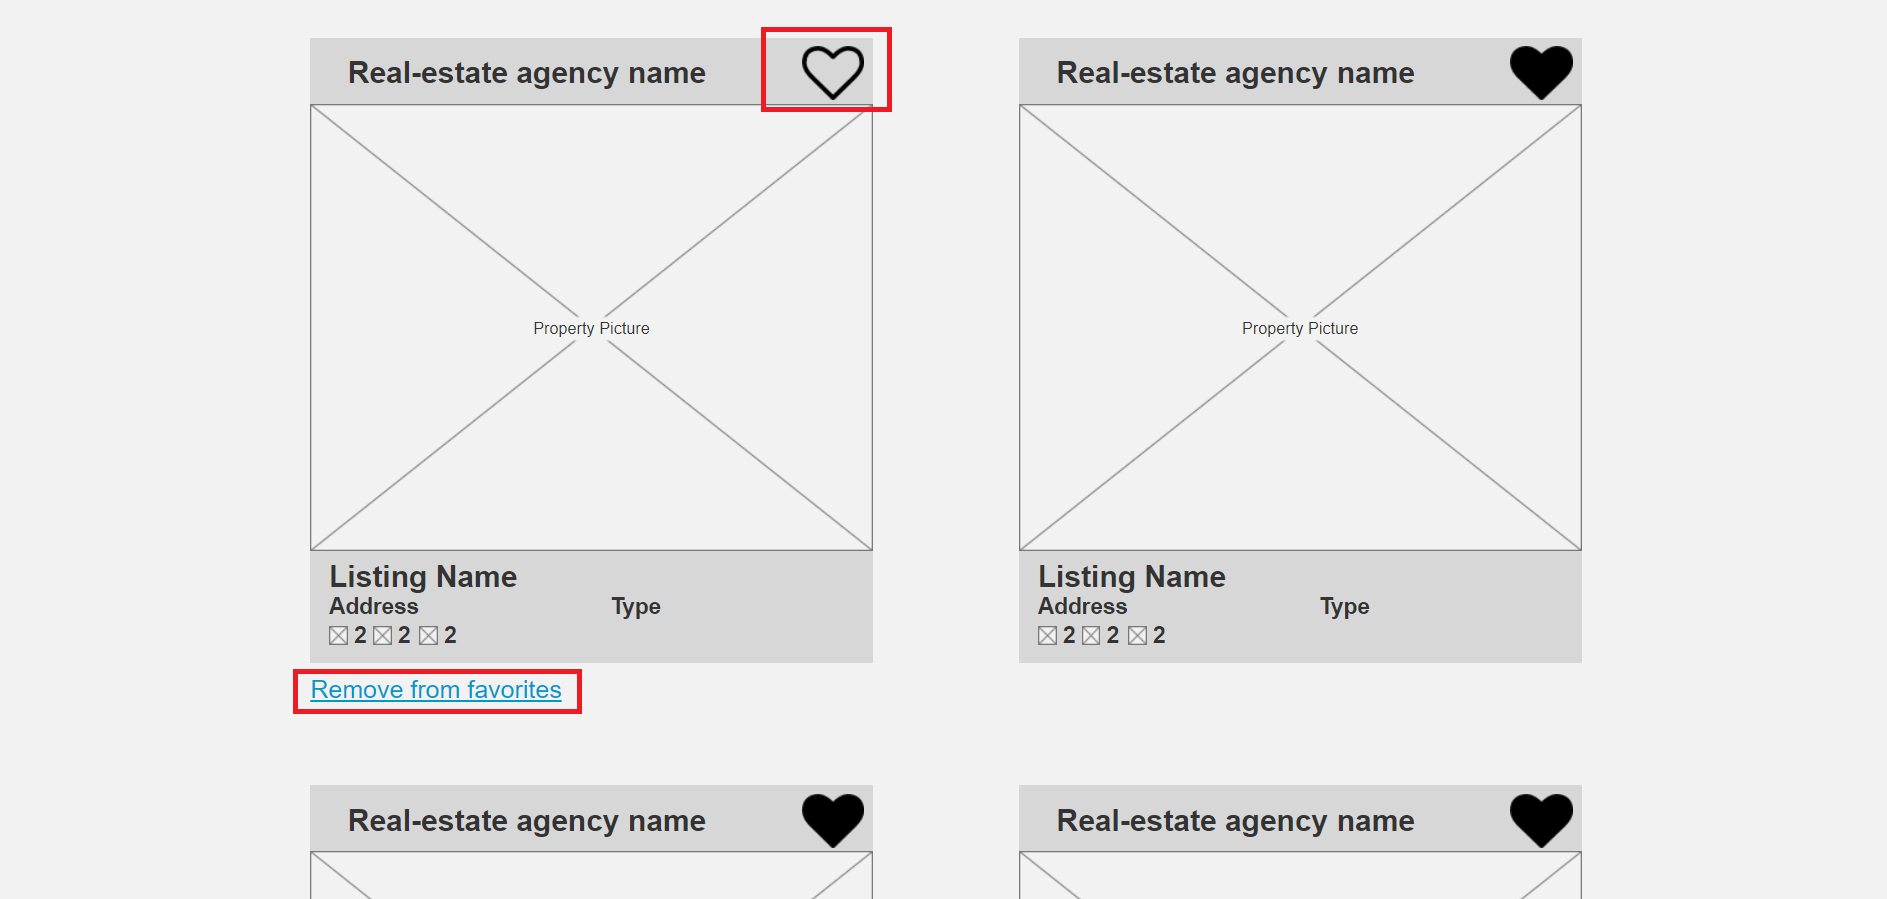 Real-estate agency name
Real-estate agency name
Property Picture
Property Picture
Listing Name
Address Type
2 2 2
Listing Name
Address Type
2 2 2
Remove from favorites
Real-estate agency name
Real-estate agency name